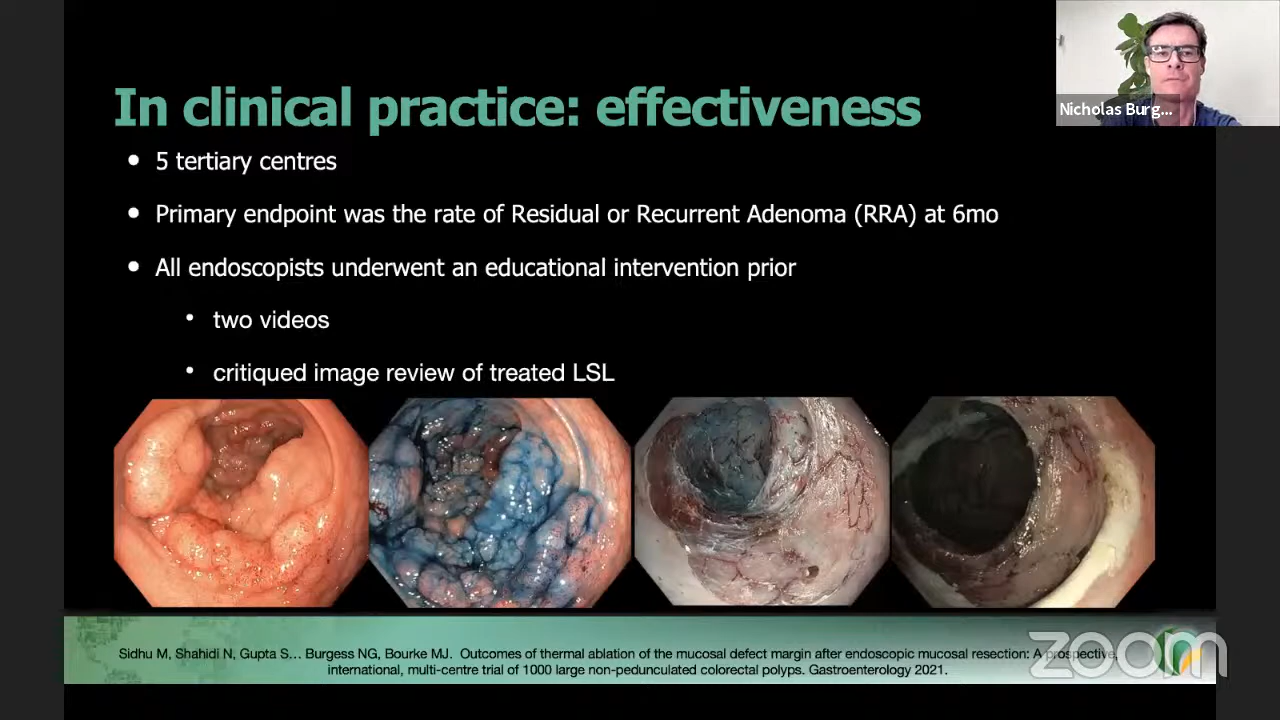 Nicholas Burg...
In clinical practice: effectiveness
• 5 tertiary centres
• Primary endpoint was the rate of Residual or Recurrent Adenoma (RRA) at 6mo
• All endoscopists underwent an educational intervention prior
• two videos
• critiqued image review of treated LSL
Sidhu M, Shahidi N, Gupta S... Burgess NG, Bourke MJ. Outcomes of thermal ablation of the mucosal defect margin after endoscopic mucosal resection: A prospective,
international, multi-centre trial of 1000 large non-pedunculated colorectal polyps. Gastroenterology 2021.
zoom